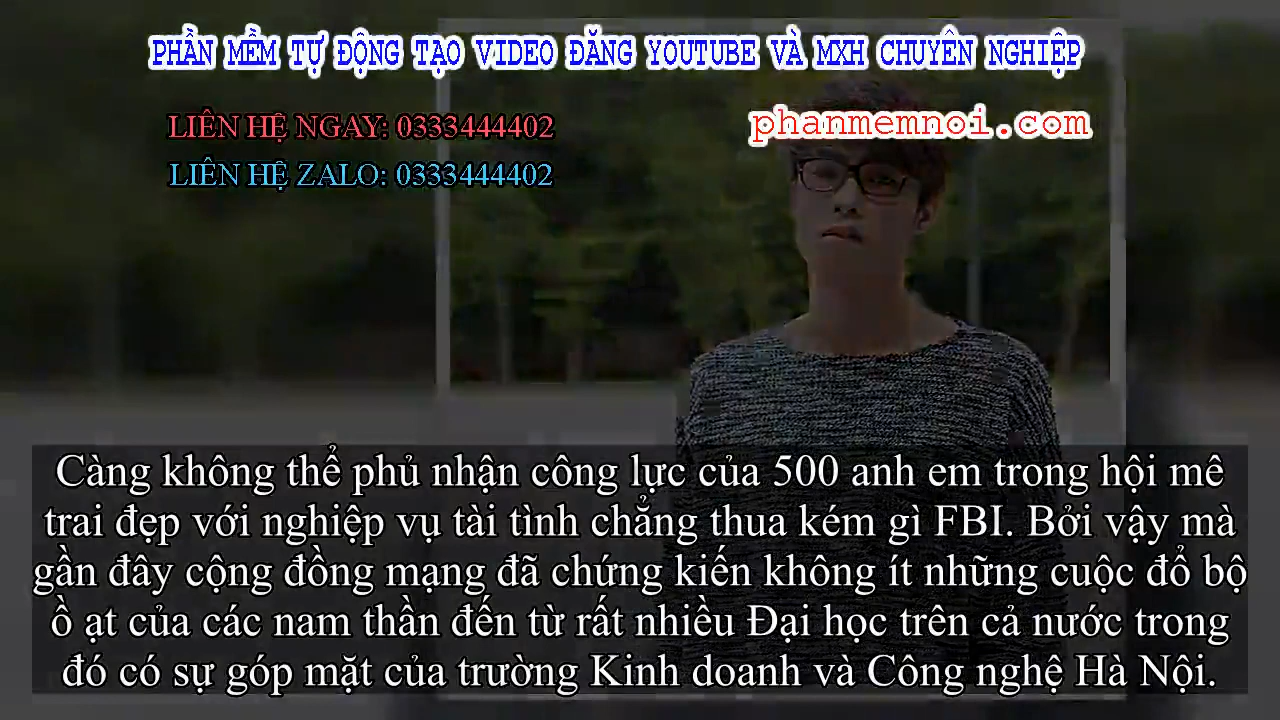 PHẦN MỀM TỰ ĐỘNG TẠO VIDEO ĐĂNG YOUTUBE VÀ MXH CHUYÊN NGHIỆP
LIÊN HỆ NGAY: 0333444402
phanmemnoi.com
LIÊN HỆ ZALO: 0333444402
Càng không thể phủ nhận công lực của 500 anh em trong hội mê
trai đẹp với nghiệp vụ tài tình chẳng thua kém gì FBI. Bởi vậy mà
gần đây cộng đồng mạng đã chứng kiến không ít những cuộc đổ bộ
ồ ạt của các nam thần đến từ rất nhiều Đại học trên cả nước trong
đó có sự góp mặt của trường Kinh doanh và Công nghệ Hà Nội.